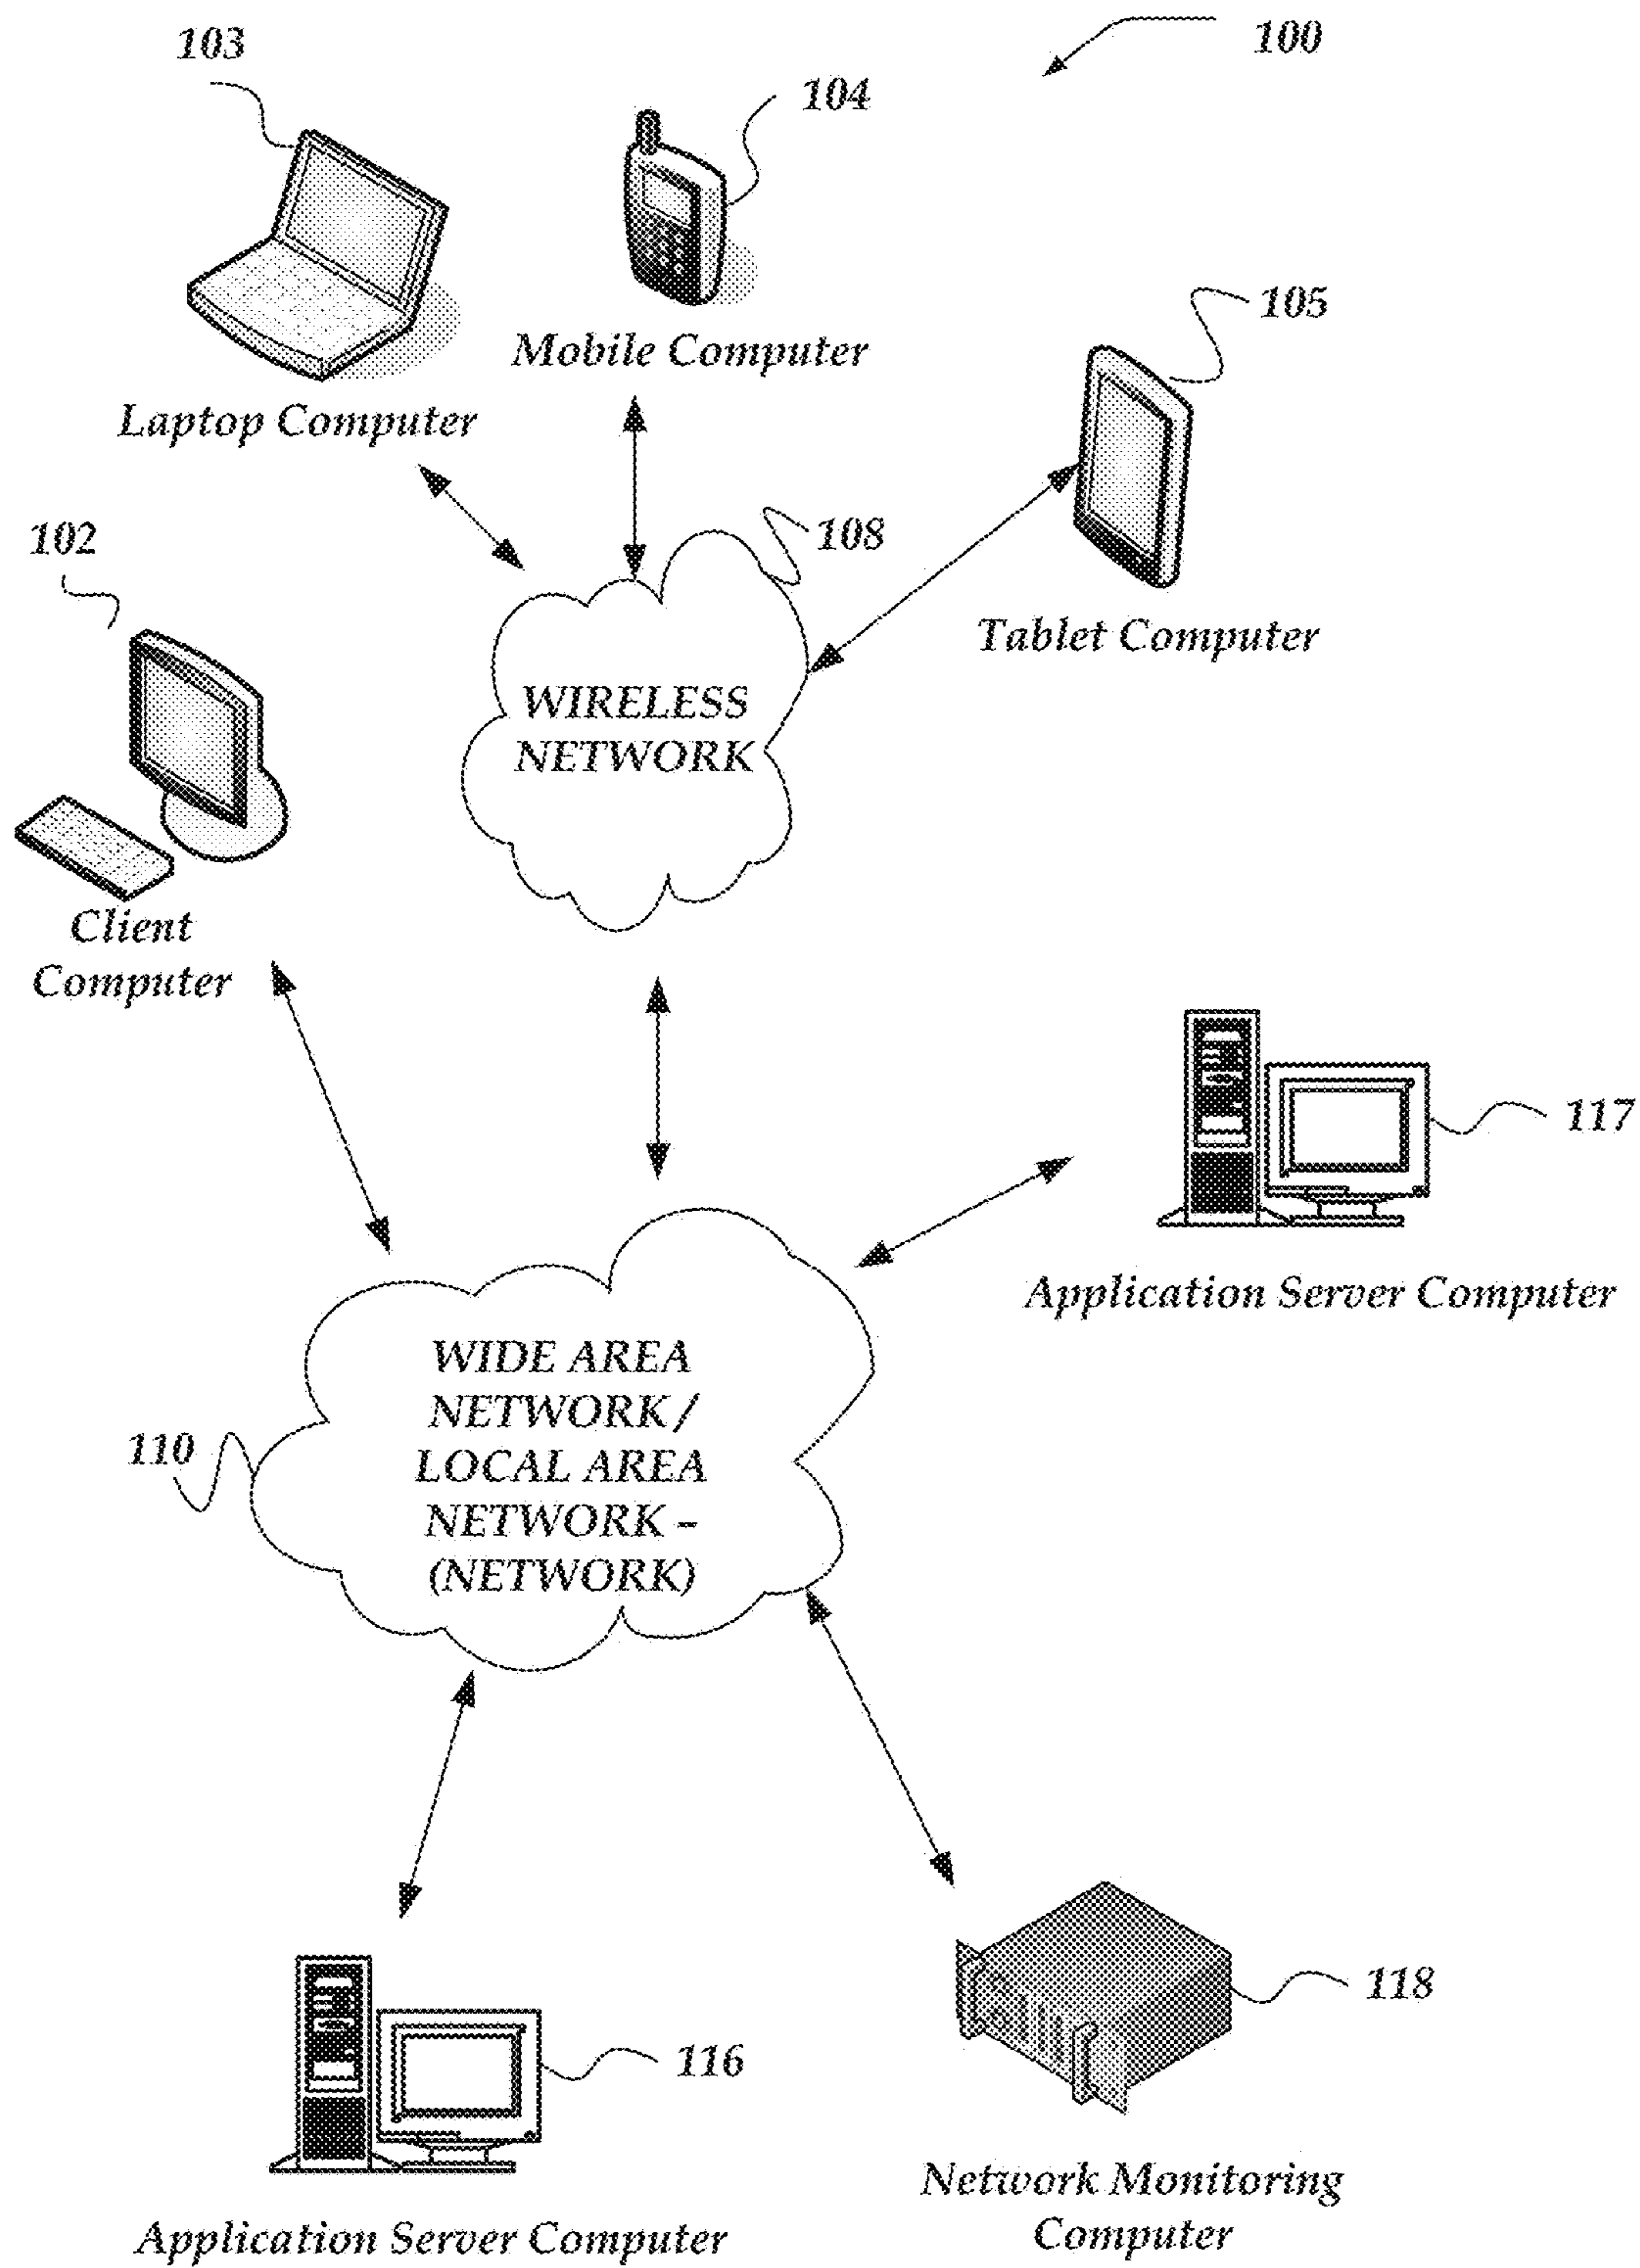 103
100
104
105
Mobile Computer
Laptop Computer
108
102
Tablet Computer
WIRELESS
NETWORK
Client
Computer
117
Application Server Computer
WIDE AREA
NETWORK /
LOCAL AREA
NETWORK –
(NETWORK)
110
118
116
Network Monitoring
Computer
Application Server Computer